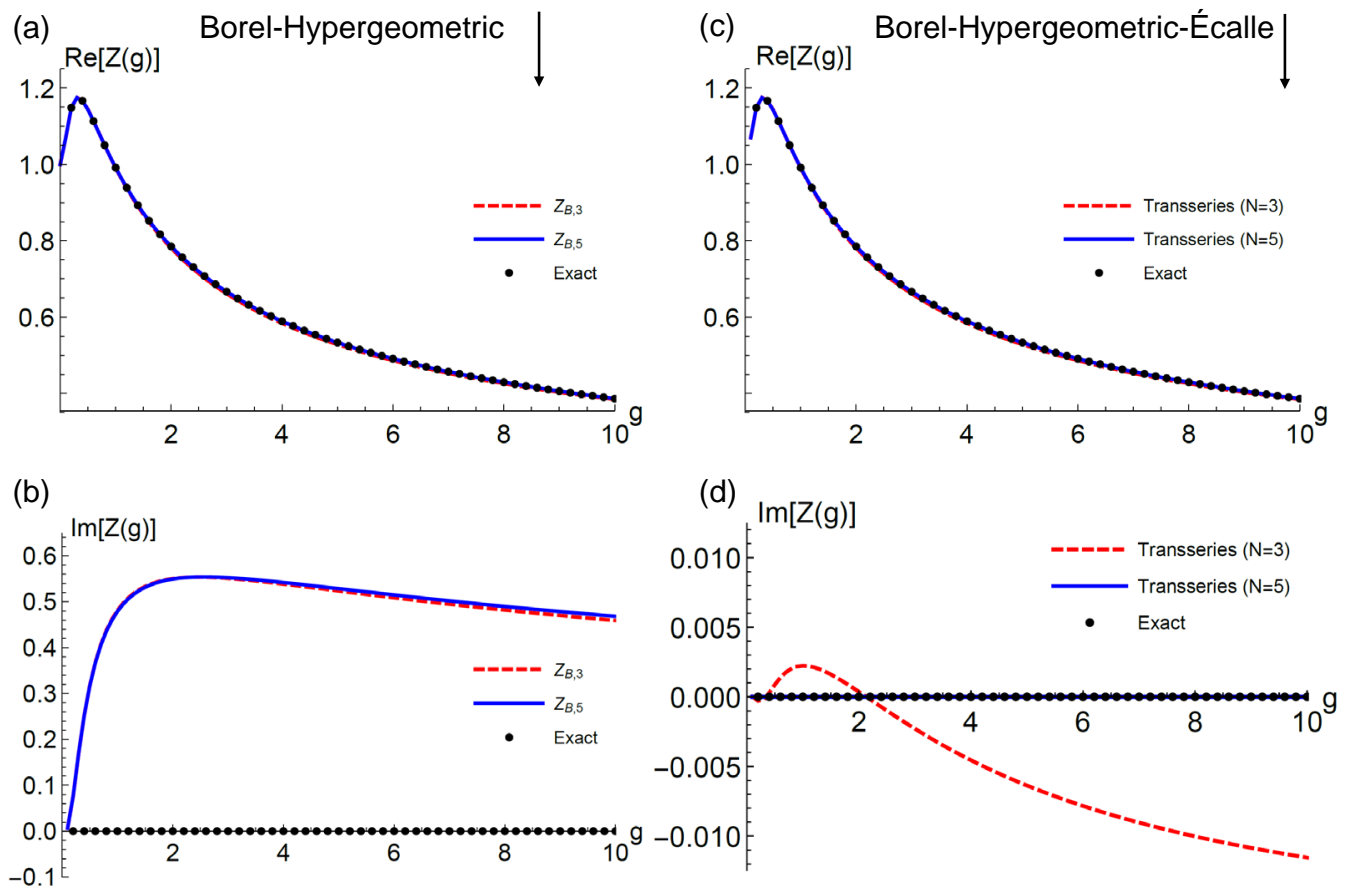 (a) Borel-Hypergeometric
Re[Z(g)]
1.2
1.0
0.8
0.6
Z_{B,3}
Z_{B,5}
Exact
2 4 6 8 10 g
(c) Borel-Hypergeometric-Écalle
Re[Z(g)]
1.2
1.0
0.8
0.6
Transseries (N=3)
Transseries (N=5)
Exact
2 4 6 8 10 g
(b)
Im[Z(g)]
0.6
0.5
0.4
0.3
0.2
0.1
0.0
-0.1
Z_{B,3}
Z_{B,5}
Exact
2 4 6 8 10 g
(d)
Im[Z(g)]
0.010
0.005
0.000
-0.005
-0.010
Transseries (N=3)
Transseries (N=5)
Exact
2 4 6 8 10 g